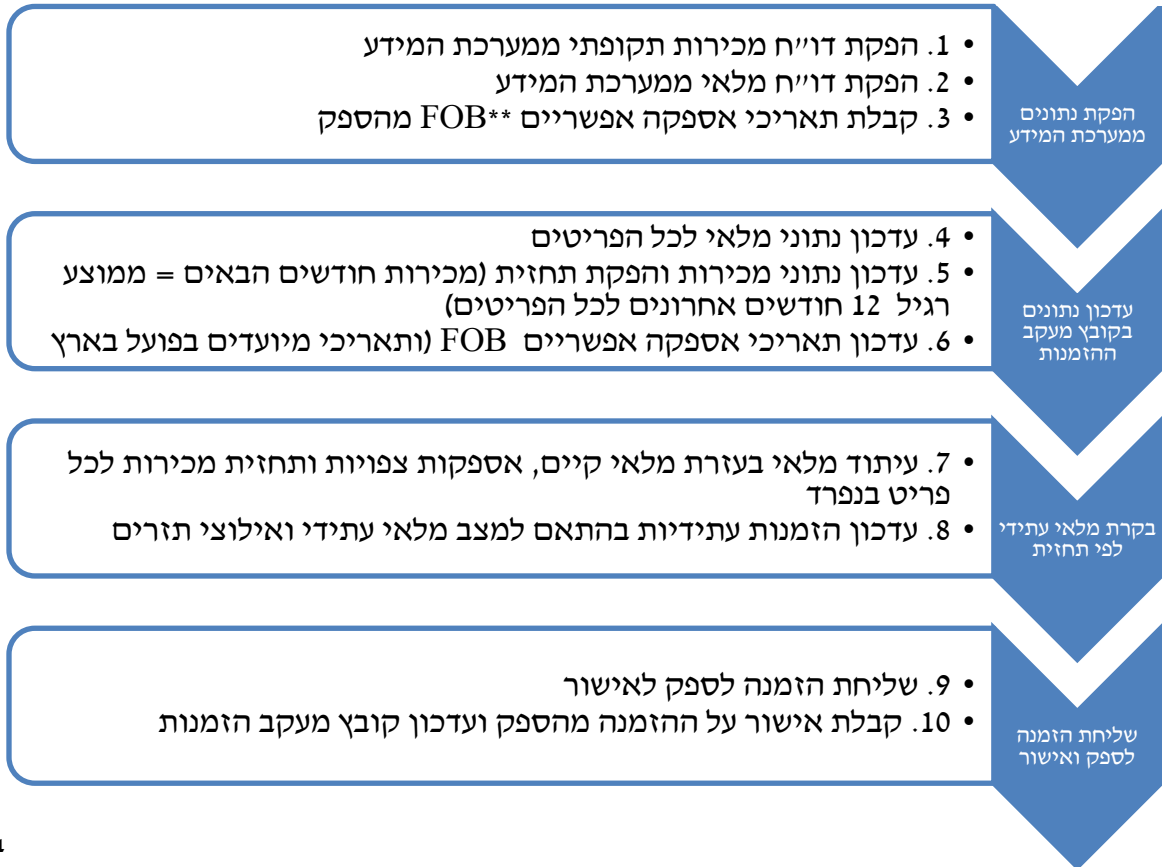 הפקת נתונים
ממערכת המידע
• 1. הפקת דו״ח מכירות תקופתי ממערכת המידע
• 2. הפקת דו״ח מלאי ממערכת המידע
• 3. קבלת תאריכי אספקה אפשריים **FOB מהספק
עדכון נתונים
בקובץ מעקב
ההזמנות
• 4. עדכון נתוני מלאי לכל הפריטים
• 5. עדכון נתוני מכירות והפקת תחזית (מכירות חודשים הבאים = ממוצע
רגיל 12 חודשים אחרונים לכל הפריטים)
• 6. עדכון תאריכי אספקה אפשריים FOB (ותאריכי מיועדים בפועל בארץ
בקרת מלאי עתידי
לפי תחזית
• 7. עיתוד מלאי בעזרת מלאי קיים, אספקות צפויות ותחזית מכירות לכל
פריט בנפרד
• 8. עדכון הזמנות עתידיות בהתאם למצב מלאי עתידי ואילוצי תזרים
שליחת הזמנה
לספק ואישור
• 9. שליחת הזמנה לספק לאישור
• 10. קבלת אישור על ההזמנה מהספק ועדכון קובץ מעקב הזמנות